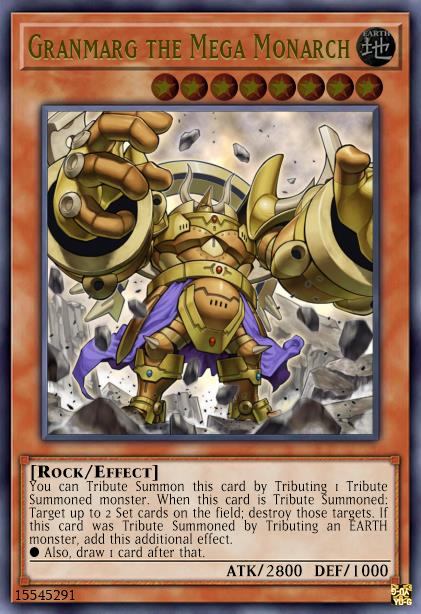 GRANMARG THE MEGA MONARCH
EARTH
地
[ROCK/EFFECT]
You can Tribute Summon this card by Tributing 1 Tribute
Summoned monster. When this card is Tribute Summoned:
Target up to 2 Set cards on the field; destroy those targets. If
this card was Tribute Summoned by Tributing an EARTH
monster, add this additional effect.
● Also, draw 1 card after that.
ATK/2800 DEF/1000
15545291